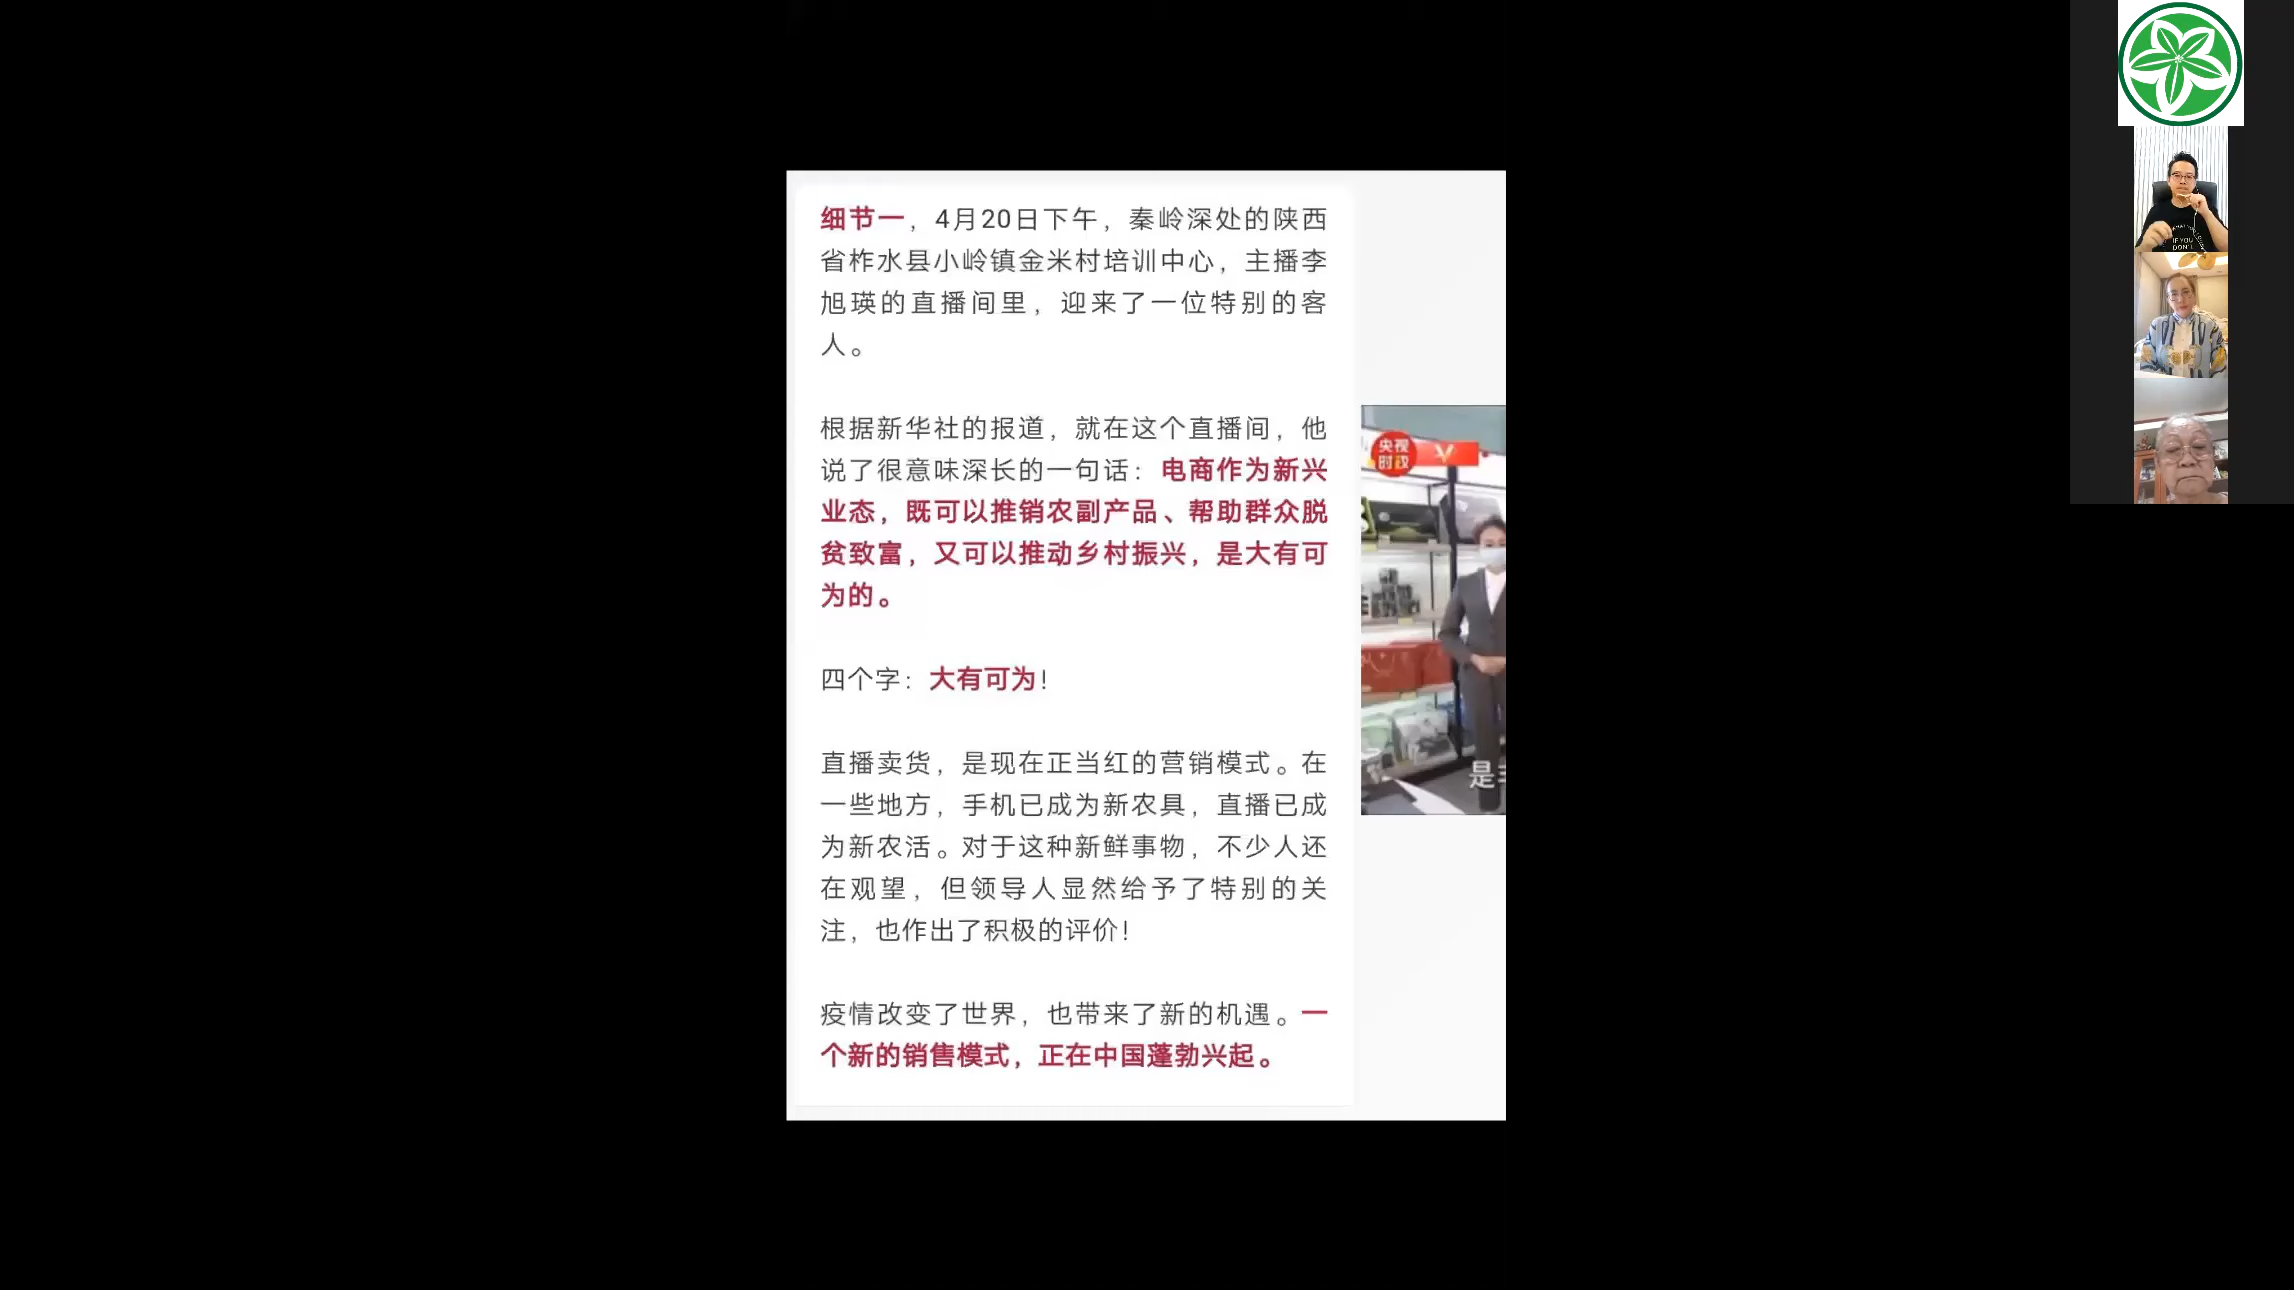 细节一，4月20日下午，秦岭深处的陕西
省柞水县小岭镇金米村培训中心，主播李
旭瑛的直播间里，迎来了一位特别的客
人。
根据新华社的报道，就在这个直播间，他
说了很意味深长的一句话：电商作为新兴
业态，既可以推销农副产品、帮助群众脱
贫致富，又可以推动乡村振兴，是大有可
为的。
四个字：大有可为！
直播卖货，是现在正当红的营销模式。在
一些地方，手机已成为新农具，直播已成
为新农活。对于这种新鲜事物，不少人还
在观望，但领导人显然给予了特别的关
注，也作出了积极的评价！
疫情改变了世界，也带来了新的机遇。一
个新的销售模式，正在中国蓬勃兴起。
央视
时政
V
是
IF YOU
DON'T